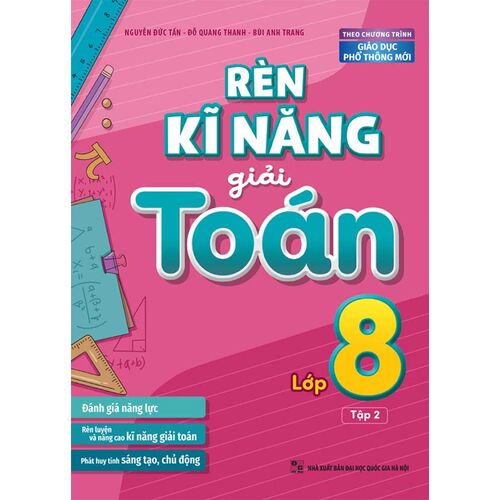 NGUYỄN ĐỨC TẤN - ĐỖ QUANG THANH - BÙI ANH TRANG
THEO CHƯƠNG TRÌNH
GIÁO DỤC
PHỔ THÔNG MỚI
RÈN
KĨ NĂNG
giải
Toán
Lớp 8
Tập 2
Đánh giá năng lực
Rèn luyện
và nâng cao kĩ năng giải toán
Phát huy tính sáng tạo, chủ động
NHÀ XUẤT BẢN ĐẠI HỌC QUỐC GIA HÀ NỘI